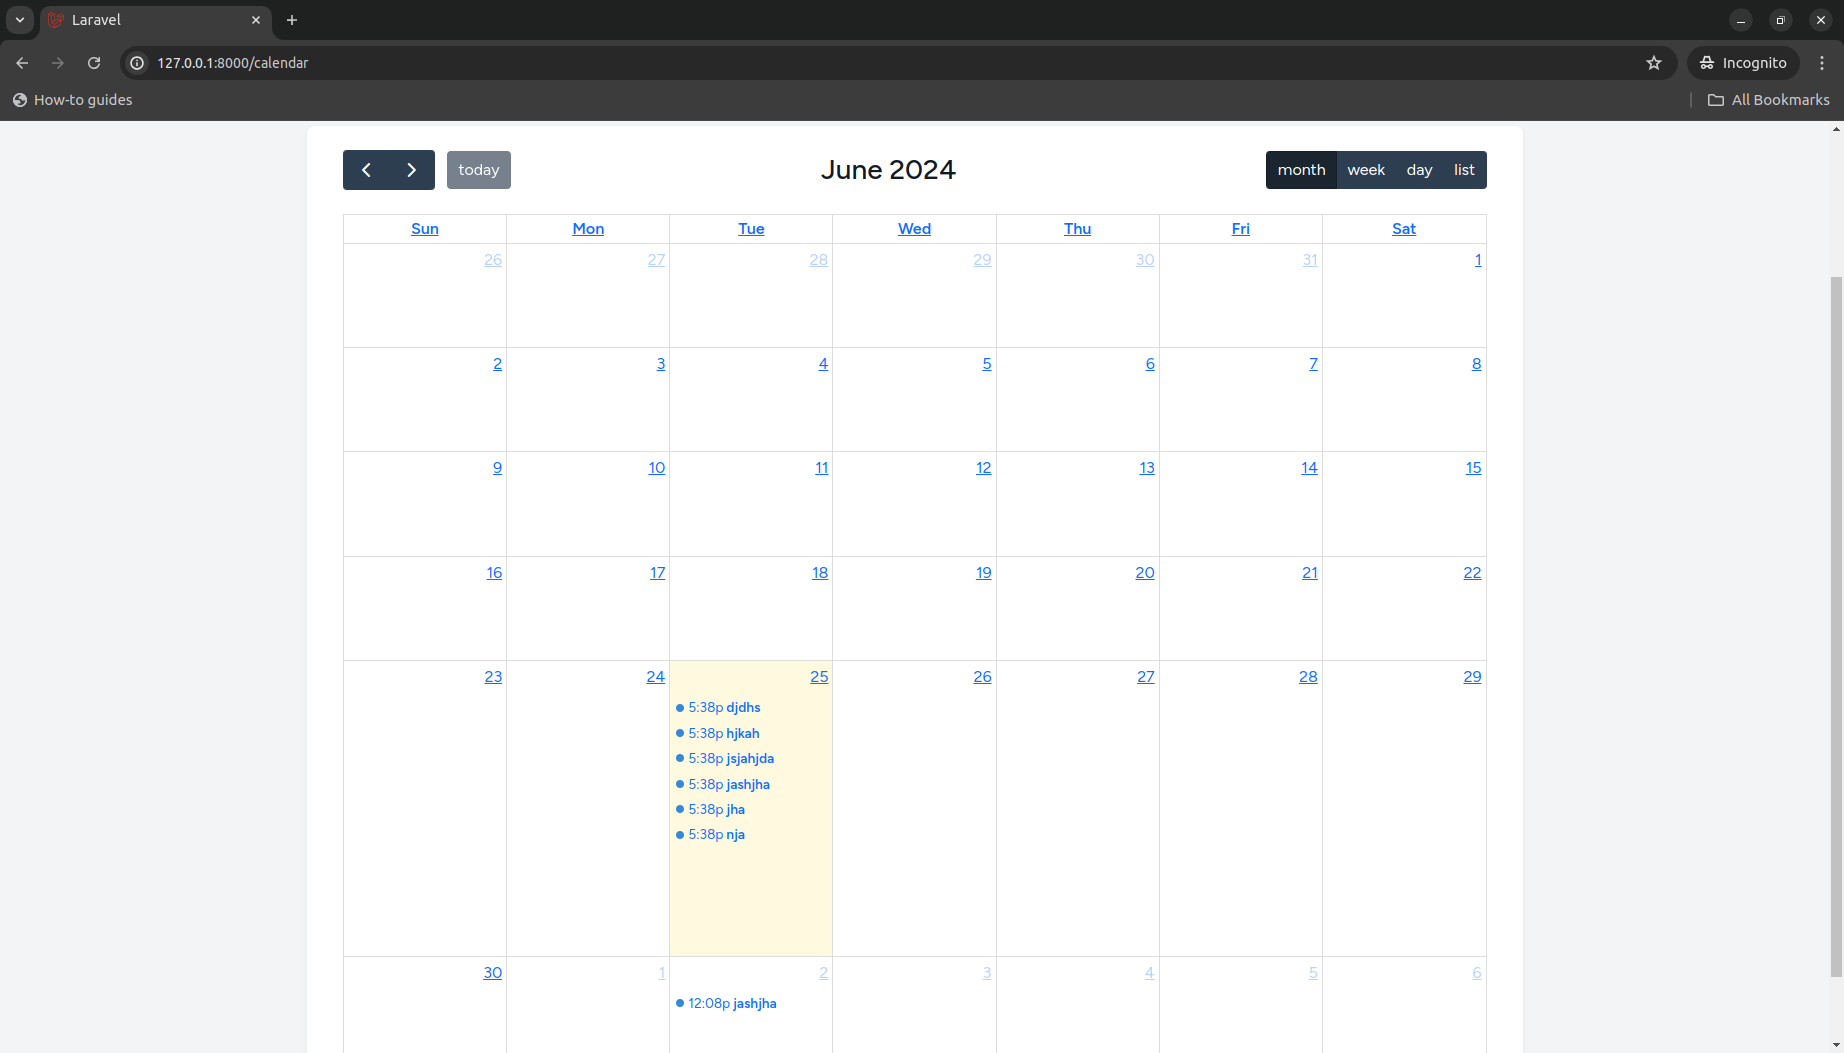 Laravel
127.0.0.1:8000/calendar
Incognito
How-to guides
All Bookmarks
today
June 2024
month week day list
Sun Mon Tue Wed Thu Fri Sat
26 27 28 29 30 31 1
2 3 4 5 6 7 8
9 10 11 12 13 14 15
16 17 18 19 20 21 22
23 24 25 26 27 28 29
5:38p djdhs
5:38p hjkah
5:38p jsjahjda
5:38p jashjha
5:38p jha
5:38p nja
30 1 2 3 4 5 6
12:08p jashjha